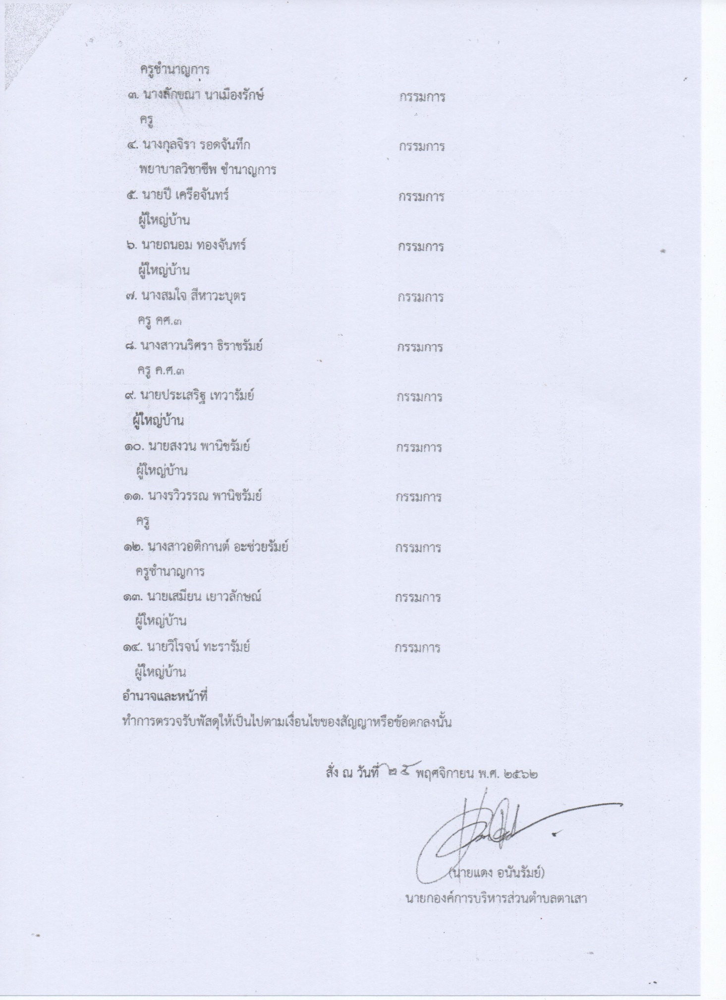 ครูชำนาญการ
๓. นางลักขณา นาเมืองรักษ์ กรรมการ
ครู
๔. นางกุลจิรา รอดจันทึก กรรมการ
พยาบาลวิชาชีพ ชำนาญการ
๕. นายปี เครือจันทร์ กรรมการ
ผู้ใหญ่บ้าน
๖. นายถนอม ทองจันทร์ กรรมการ
ผู้ใหญ่บ้าน
๗. นางสมใจ สีหาวะบุตร กรรมการ
ครู คศ.๓
๘. นางสาวนริศรา ธิราชรัมย์ กรรมการ
ครู ค.ศ.๓
๙. นายประเสริฐ เทวารัมย์ กรรมการ
ผู้ใหญ่บ้าน
๑๐. นายสงวน พานิชรัมย์ กรรมการ
ผู้ใหญ่บ้าน
๑๑. นางรวิวรรณ พานิชรัมย์ กรรมการ
ครู
๑๒. นางสาวอติกานต์ อะช่วยรัมย์ กรรมการ
ครูชำนาญการ
๑๓. นายเสมียน เยาวลักษณ์ กรรมการ
ผู้ใหญ่บ้าน
๑๔. นายวิโรจน์ ทะรารัมย์ กรรมการ
ผู้ใหญ่บ้าน
อำนาจและหน้าที่
ทำการตรวจรับพัสดุให้เป็นไปตามเงื่อนไขของสัญญาหรือข้อตกลงนั้น
สั่ง ณ วันที่ ๒๕ พฤศจิกายน พ.ศ. ๒๕๖๒
(นายแดง อนันรัมย์)
นายกองค์การบริหารส่วนตำบลตาเสา